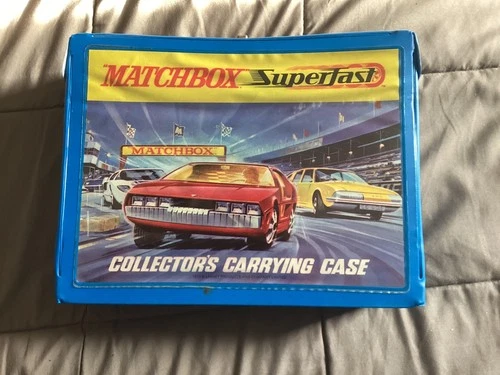 MATCHBOX Superfast
MATCHBOX
COLLECTOR'S CARRYING CASE